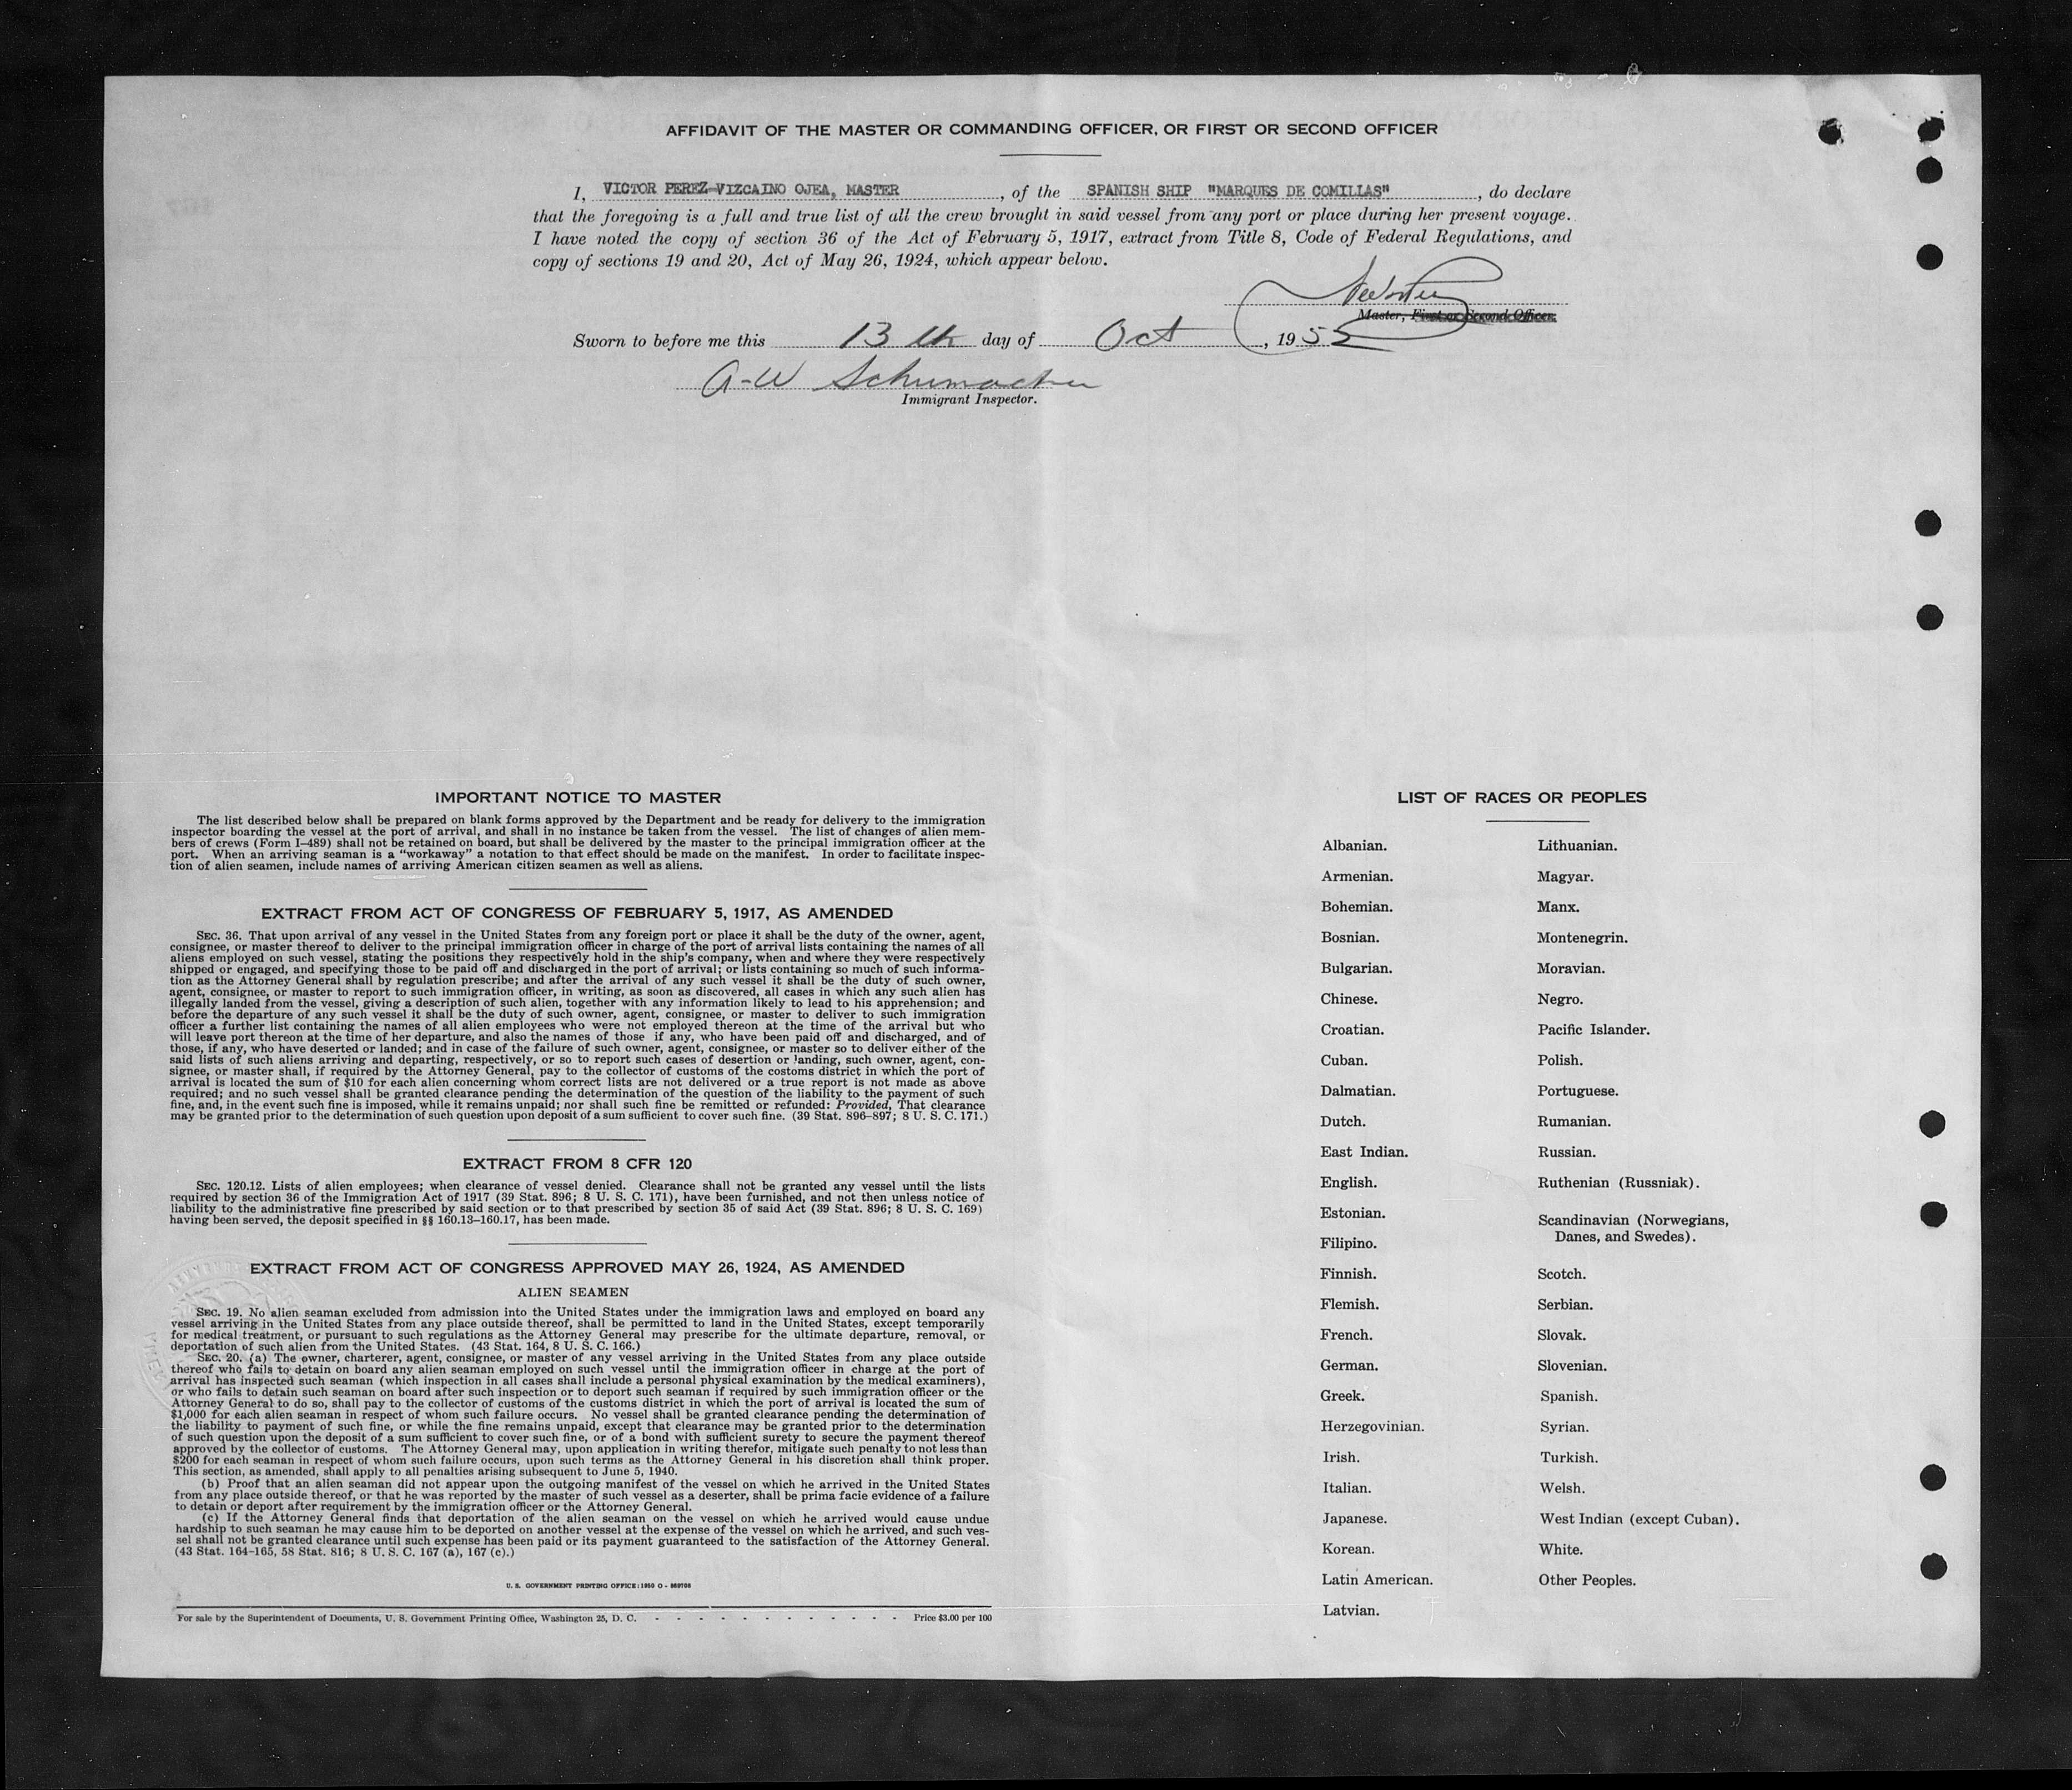 AFFIDAVIT OF THE MASTER OR COMMANDING OFFICER, OR FIRST OR SECOND OFFICER
I, VICTOR PEREZ-VIZCAINO OJEA, MASTER, of the SPANISH SHIP "MARQUES DE COMILLAS", do declare
that the foregoing is a full and true list of all the crew brought in said vessel from any port or place during her present voyage.
I have noted the copy of section 36 of the Act of February 5, 1917, extract from Title 8, Code of Federal Regulations, and
copy of sections 19 and 20, Act of May 26, 1924, which appear below.
Master, First or Second Officer.
Sworn to before me this 13 th day of Oct, 1952
A-W Schumacher
Immigrant Inspector.
IMPORTANT NOTICE TO MASTER
The list described below shall be prepared on blank forms approved by the Department and be ready for delivery to the immigration
inspector boarding the vessel at the port of arrival, and shall in no instance be taken from the vessel. The list of changes of alien mem-
bers of crews (Form I–489) shall not be retained on board, but shall be delivered by the master to the principal immigration officer at the
port. When an arriving seaman is a "workaway" a notation to that effect should be made on the manifest. In order to facilitate inspec-
tion of alien seamen, include names of arriving American citizen seamen as well as aliens.
EXTRACT FROM ACT OF CONGRESS OF FEBRUARY 5, 1917, AS AMENDED
SEC. 36. That upon arrival of any vessel in the United States from any foreign port or place it shall be the duty of the owner, agent,
consignee, or master thereof to deliver to the principal immigration officer in charge of the port of arrival lists containing the names of all
aliens employed on such vessel, stating the positions they respectively hold in the ship's company, when and where they were respectively
shipped or engaged, and specifying those to be paid off and discharged in the port of arrival; or lists containing so much of such informa-
tion as the Attorney General shall by regulation prescribe; and after the arrival of any such vessel it shall be the duty of such owner,
agent, consignee, or master to report to such immigration officer, in writing, as soon as discovered, all cases in which any such alien has
illegally landed from the vessel, giving a description of such alien, together with any information likely to lead to his apprehension; and
before the departure of any such vessel it shall be the duty of such owner, agent, consignee, or master to deliver to such immigration
officer a further list containing the names of all alien employees who were not employed thereon at the time of the arrival but who
will leave port thereon at the time of her departure, and also the names of those if any, who have been paid off and discharged, and of
those, if any, who have deserted or landed; and in case of the failure of such owner, agent, consignee, or master so to deliver either of the
said lists of such aliens arriving and departing, respectively, or so to report such cases of desertion or landing, such owner, agent, con-
signee, or master shall, if required by the Attorney General, pay to the collector of customs of the costoms district in which the port of
arrival is located the sum of $10 for each alien concerning whom correct lists are not delivered or a true report is not made as above
required; and no such vessel shall be granted clearance pending the determination of the question of the liability to the payment of such
fine, and, in the event such fine is imposed, while it remains unpaid; nor shall such fine be remitted or refunded: Provided, That clearance
may be granted prior to the determination of such question upon deposit of a sum sufficient to cover such fine. (39 Stat. 896–897; 8 U. S. C. 171.)
EXTRACT FROM 8 CFR 120
SEC. 120.12. Lists of alien employees; when clearance of vessel denied. Clearance shall not be granted any vessel until the lists
required by section 36 of the Immigration Act of 1917 (39 Stat. 896; 8 U. S. C. 171), have been furnished, and not then unless notice of
liability to the administrative fine prescribed by said section or to that prescribed by section 35 of said Act (39 Stat. 896; 8 U. S. C. 169)
having been served, the deposit specified in §§ 160.13–160.17, has been made.
EXTRACT FROM ACT OF CONGRESS APPROVED MAY 26, 1924, AS AMENDED
ALIEN SEAMEN
SEC. 19. No alien seaman excluded from admission into the United States under the immigration laws and employed on board any
vessel arriving in the United States from any place outside thereof, shall be permitted to land in the United States, except temporarily
for medical treatment, or pursuant to such regulations as the Attorney General may prescribe for the ultimate departure, removal, or
deportation of such alien from the United States. (43 Stat. 164, 8 U. S. C. 166.)
SEC. 20. (a) The owner, charterer, agent, consignee, or master of any vessel arriving in the United States from any place outside
thereof who fails to detain on board any alien seaman employed on such vessel until the immigration officer in charge at the port of
arrival has inspected such seaman (which inspection in all cases shall include a personal physical examination by the medical examiners),
or who fails to detain such seaman on board after such inspection or to deport such seaman if required by such immigration officer or the
Attorney General to do so, shall pay to the collector of customs of the customs district in which the port of arrival is located the sum of
$1,000 for each alien seaman in respect of whom such failure occurs. No vessel shall be granted clearance pending the determination of
the liability to payment of such fine, or while the fine remains unpaid, except that clearance may be granted prior to the determination
of such question upon the deposit of a sum sufficient to cover such fine, or of a bond with sufficient surety to secure the payment thereof
approved by the collector of customs. The Attorney General may, upon application in writing therefor, mitigate such penalty to not less than
$200 for each seaman in respect of whom such failure occurs, upon such terms as the Attorney General in his discretion shall think proper.
This section, as amended, shall apply to all penalties arising subsequent to June 5, 1940.
(b) Proof that an alien seaman did not appear upon the outgoing manifest of the vessel on which he arrived in the United States
from any place outside thereof, or that he was reported by the master of such vessel as a deserter, shall be prima facie evidence of a failure
to detain or deport after requirement by the immigration officer or the Attorney General.
(c) If the Attorney General finds that deportation of the alien seaman on the vessel on which he arrived would cause undue
hardship to such seaman he may cause him to be deported on another vessel at the expense of the vessel on which he arrived, and such ves-
sel shall not be granted clearance until such expense has been paid or its payment guaranteed to the satisfaction of the Attorney General.
(43 Stat. 164–165, 58 Stat. 816; 8 U. S. C. 167 (a), 167 (c).)
U. S. GOVERNMENT PRINTING OFFICE: 1950 O - 889708
For sale by the Superintendent of Documents, U. S. Government Printing Office, Washington 25, D. C. - - - - - - - - - - - - - Price $3.00 per 100
LIST OF RACES OR PEOPLES
Albanian.
Armenian.
Bohemian.
Bosnian.
Bulgarian.
Chinese.
Croatian.
Cuban.
Dalmatian.
Dutch.
East Indian.
English.
Estonian.
Filipino.
Finnish.
Flemish.
French.
German.
Greek.
Herzegovinian.
Irish.
Italian.
Japanese.
Korean.
Latin American.
Latvian.
Lithuanian.
Magyar.
Manx.
Montenegrin.
Moravian.
Negro.
Pacific Islander.
Polish.
Portuguese.
Rumanian.
Russian.
Ruthenian (Russniak).
Scandinavian (Norwegians,
Danes, and Swedes).
Scotch.
Serbian.
Slovak.
Slovenian.
Spanish.
Syrian.
Turkish.
Welsh.
West Indian (except Cuban).
White.
Other Peoples.